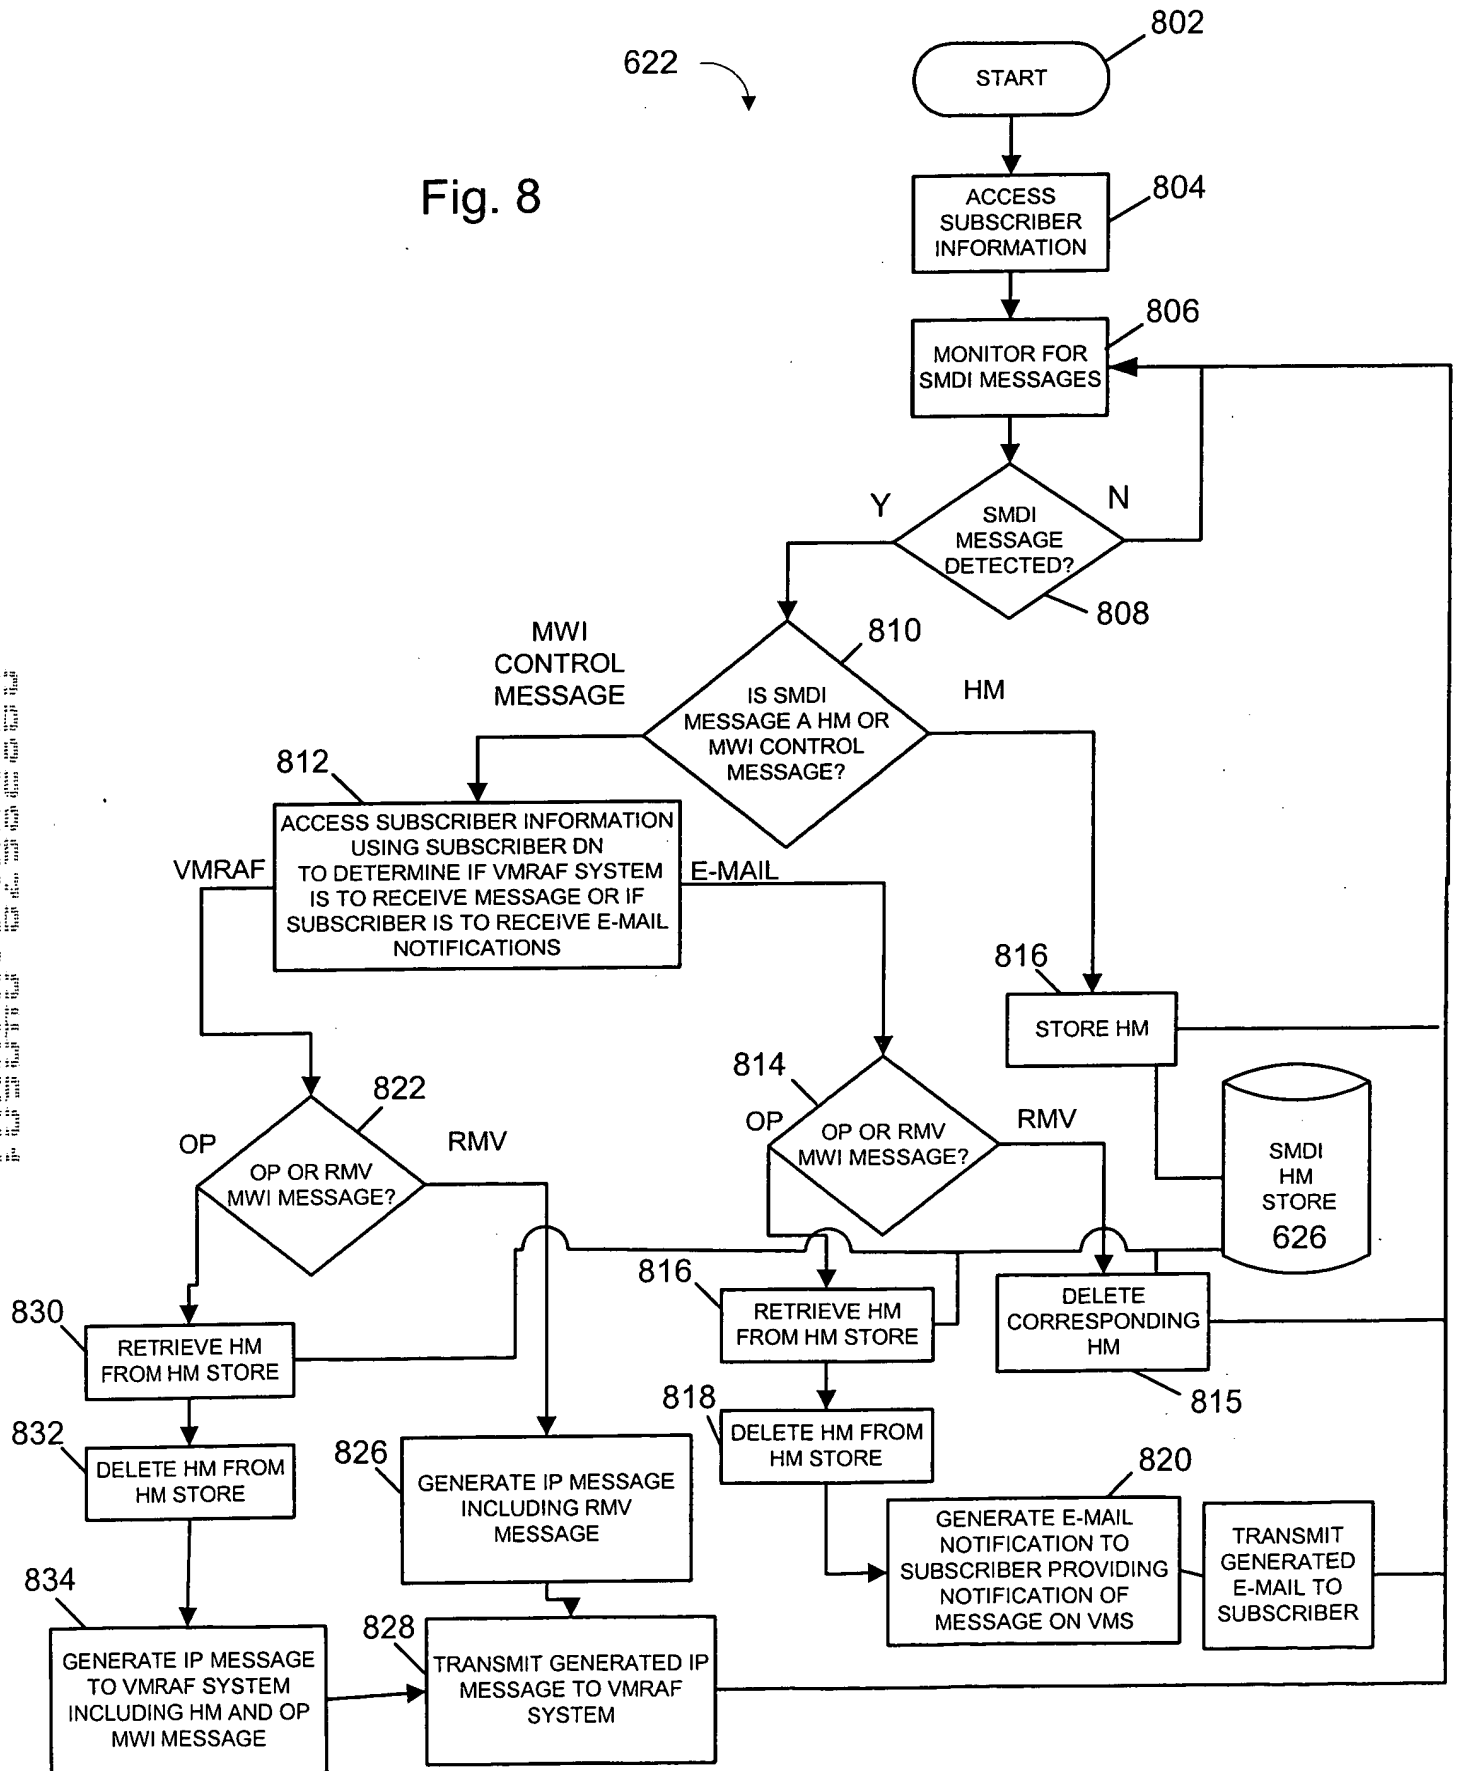 802
622
START
Fig. 8
804
ACCESS
SUBSCRIBER
INFORMATION
806
MONITOR FOR
SMDI MESSAGES
Y
N
SMDI
MESSAGE
DETECTED?
808
810
MWI
CONTROL
MESSAGE
HM
IS SMDI
MESSAGE A HM OR
MWI CONTROL
MESSAGE?
812
VMRAF
ACCESS SUBSCRIBER INFORMATION
USING SUBSCRIBER DN
TO DETERMINE IF VMRAF SYSTEM
IS TO RECEIVE MESSAGE OR IF
SUBSCRIBER IS TO RECEIVE E-MAIL
NOTIFICATIONS
E-MAIL
816
STORE HM
814
OP
OP OR RMV
MWI MESSAGE?
RMV
822
OP
OP OR RMV
MWI MESSAGE?
RMV
SMDI
HM
STORE
626
830
RETRIEVE HM
FROM HM STORE
816
RETRIEVE HM
FROM HM STORE
DELETE
CORRESPONDING
HM
815
832
DELETE HM FROM
HM STORE
826
GENERATE IP MESSAGE
INCLUDING RMV
MESSAGE
818
DELETE HM FROM
HM STORE
820
GENERATE E-MAIL
NOTIFICATION TO
SUBSCRIBER PROVIDING
NOTIFICATION OF
MESSAGE ON VMS
TRANSMIT
GENERATED
E-MAIL TO
SUBSCRIBER
834
GENERATE IP MESSAGE
TO VMRAF SYSTEM
INCLUDING HM AND OP
MWI MESSAGE
828
TRANSMIT GENERATED IP
MESSAGE TO VMRAF
SYSTEM